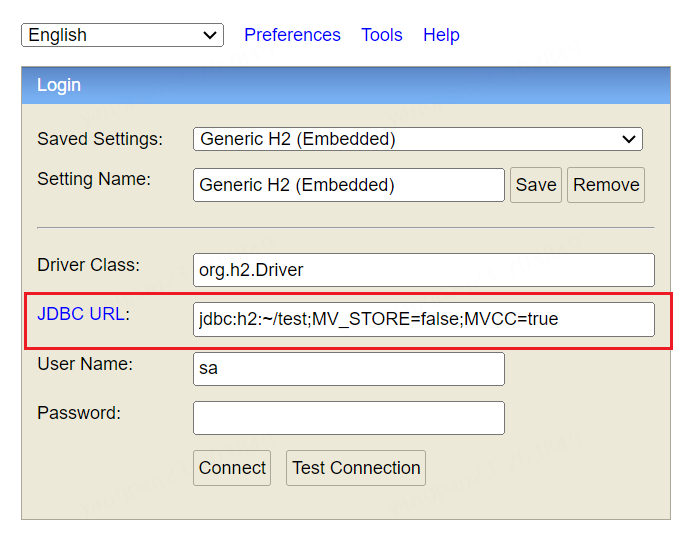 English Preferences Tools Help
Login
Saved Settings: Generic H2 (Embedded)
Setting Name: Generic H2 (Embedded) Save Remove
Driver Class: org.h2.Driver
JDBC URL: jdbc:h2:~/test;MV_STORE=false;MVCC=true
User Name: sa
Password:
Connect Test Connection